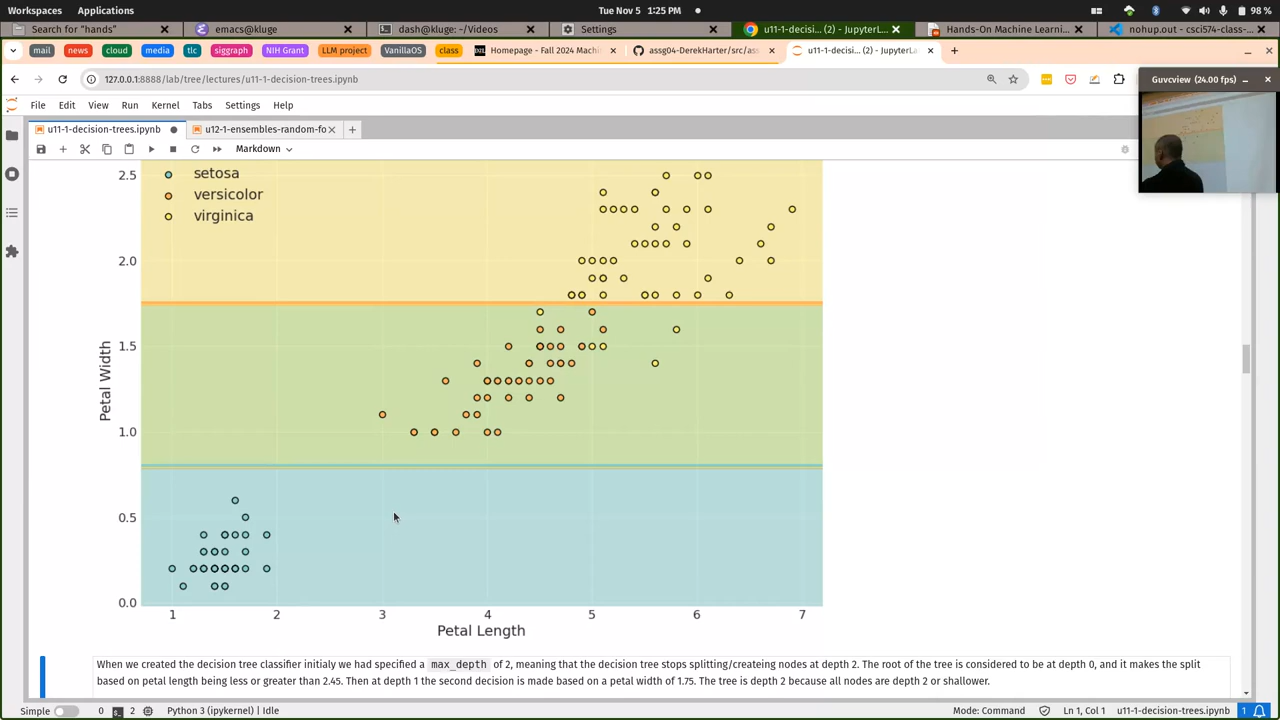 Workspaces Applications Tue Nov 5 1:25 PM 98 %
Search for "hands" emacs@kluge dash@kluge: ~/Videos Settings u11-1-decisi... (2) - JupyterL... Hands-On Machine Learni... nohup.out - csci574-class-...
mail news cloud media tlc siggraph NIH Grant LLM project VanillaOS class Homepage - Fall 2024 Machi assg04-DerekHarter/src/ass u11-1-decisi... (2) - JupyterLa
127.0.0.1:8888/lab/tree/lectures/u11-1-decision-trees.ipynb
Guvcview (24.00 fps)
File Edit View Run Kernel Tabs Settings Help
u11-1-decision-trees.ipynb u12-1-ensembles-random-fo
Markdown
setosa
versicolor
virginica
2.5
2.0
1.5
1.0
0.5
0.0
Petal Width
1 2 3 4 5 6 7
Petal Length
When we created the decision tree classifier initialy we had specified a max_depth of 2, meaning that the decision tree stops splitting/createing nodes at depth 2. The root of the tree is considered to be at depth 0, and it makes the split
based on petal length being less or greater than 2.45. Then at depth 1 the second decision is made based on a petal width of 1.75. The tree is depth 2 because all nodes are depth 2 or shallower.
Simple 0 2 Python 3 (ipykernel) | Idle Mode: Command Ln 1, Col 1 u11-1-decision-trees.ipynb 1